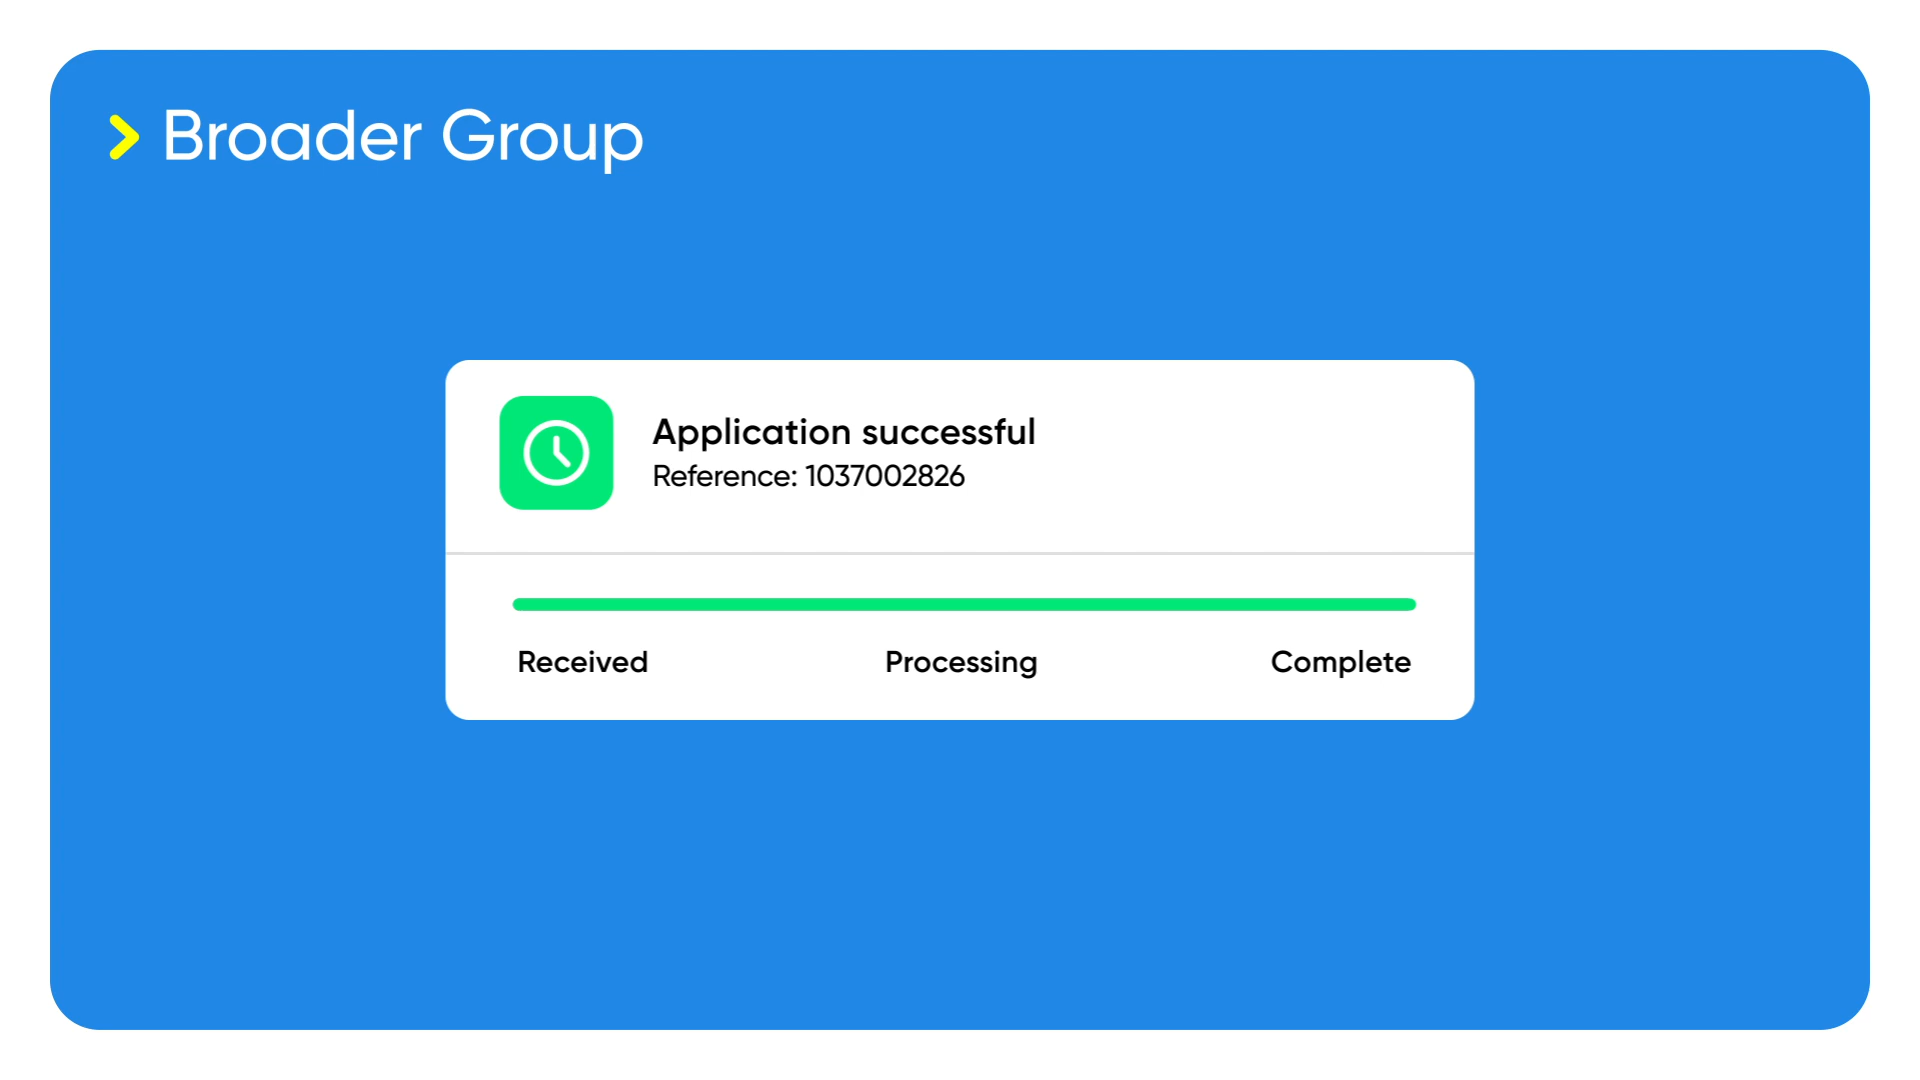 Broader Group
Application successful
Reference: 1037002826
Received Processing Complete